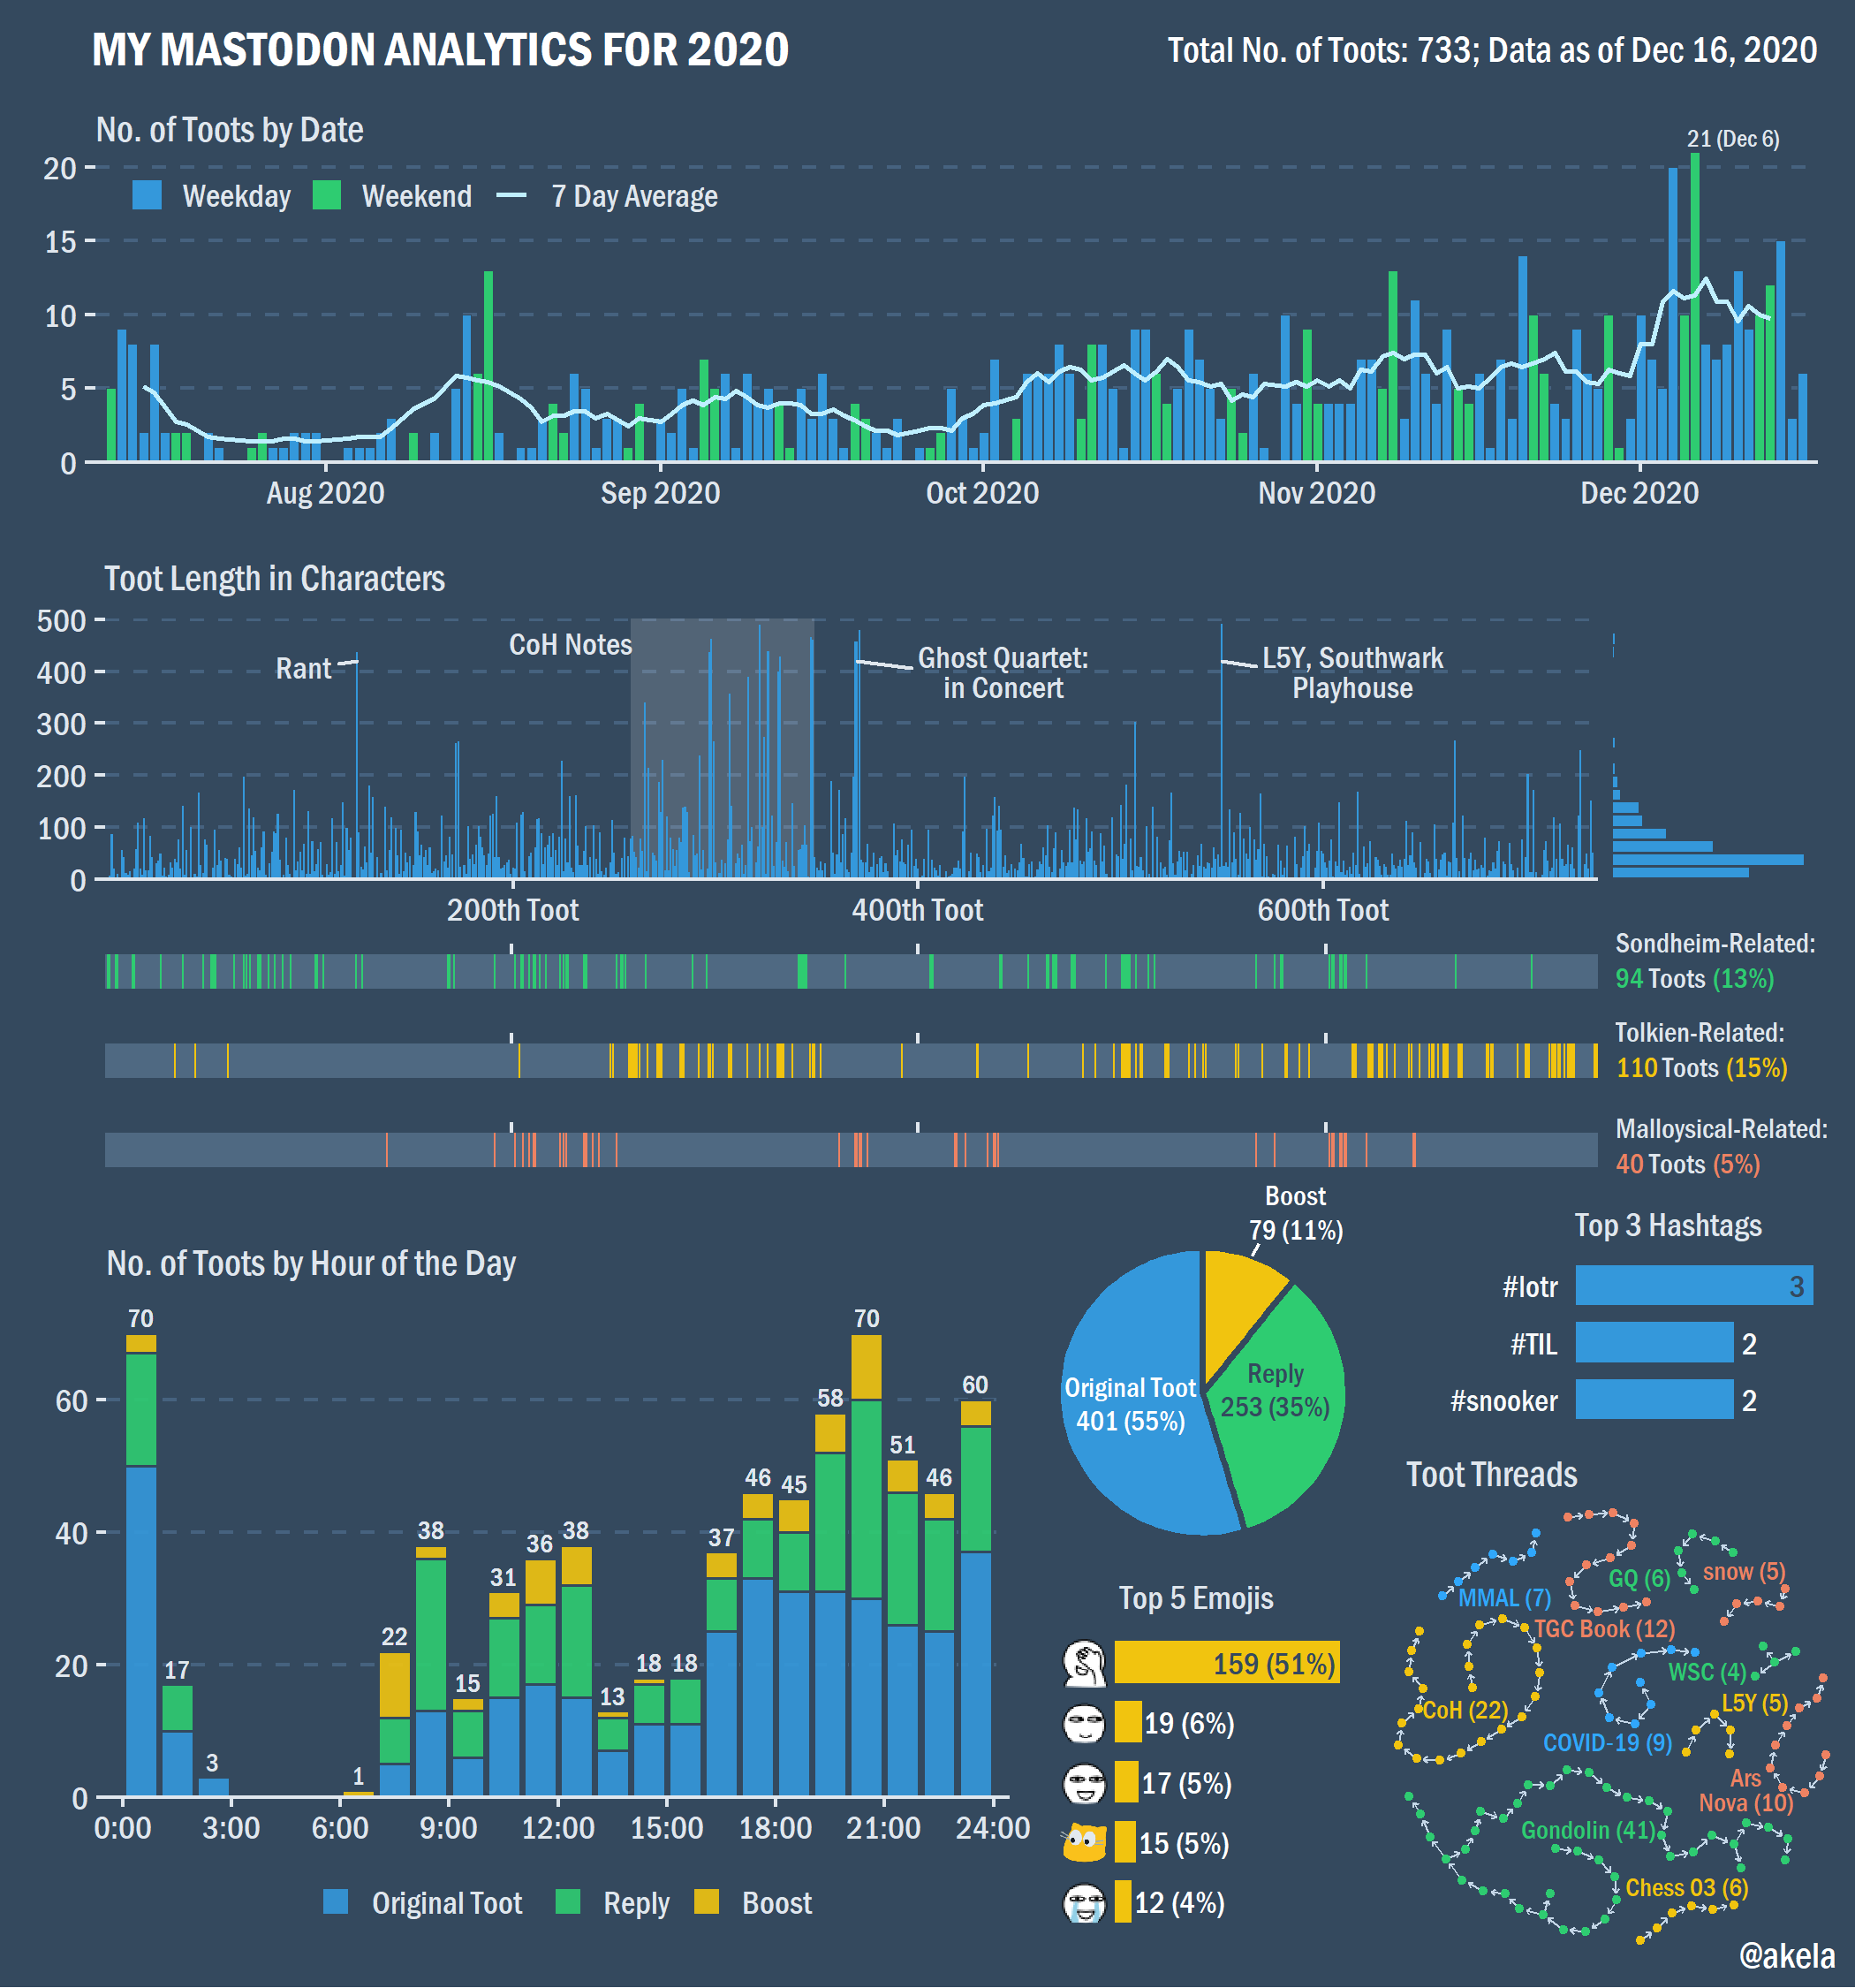 MY MASTODON ANALYTICS FOR 2020
Total No. of Toots: 733; Data as of Dec 16, 2020
No. of Toots by Date
21 (Dec 6)
Weekday
Weekend
7 Day Average
20
15
10
5
0
Aug 2020
Sep 2020
Oct 2020
Nov 2020
Dec 2020
Toot Length in Characters
500
400
300
200
100
0
Rant
CoH Notes
Ghost Quartet:
in Concert
L5Y, Southwark
Playhouse
200th Toot
400th Toot
600th Toot
Sondheim-Related:
94 Toots (13%)
Tolkien-Related:
110 Toots (15%)
Malloysical-Related:
40 Toots (5%)
No. of Toots by Hour of the Day
60
40
20
0
70
17
3
1
22
38
15
31
36
38
13
18
18
37
46
45
58
70
51
46
60
0:00
3:00
6:00
9:00
12:00
15:00
18:00
21:00
24:00
Original Toot
Reply
Boost
Boost
79 (11%)
Reply
253 (35%)
Original Toot
401 (55%)
Top 3 Hashtags
#lotr
3
#TIL
2
#snooker
2
Top 5 Emojis
159 (51%)
19 (6%)
17 (5%)
15 (5%)
12 (4%)
Toot Threads
MMAL (7)
GQ (6)
snow (5)
TGC Book (12)
WSC (4)
CoH (22)
L5Y (5)
COVID-19 (9)
Ars
Nova (10)
Gondolin (41)
Chess 03 (6)
@akela